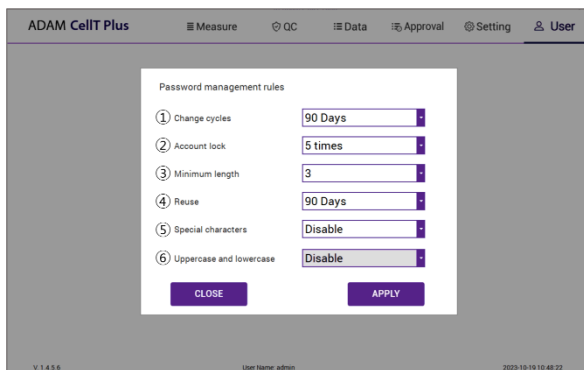 ADAM CellT Plus Measure QC Data Approval Setting User
Password management rules
① Change cycles 90 Days
② Account lock 5 times
③ Minimum length 3
④ Reuse 90 Days
⑤ Special characters Disable
⑥ Uppercase and lowercase Disable
CLOSE APPLY
V. 1.4.5.6 User Name: admin 2023-10-19 10:48:22